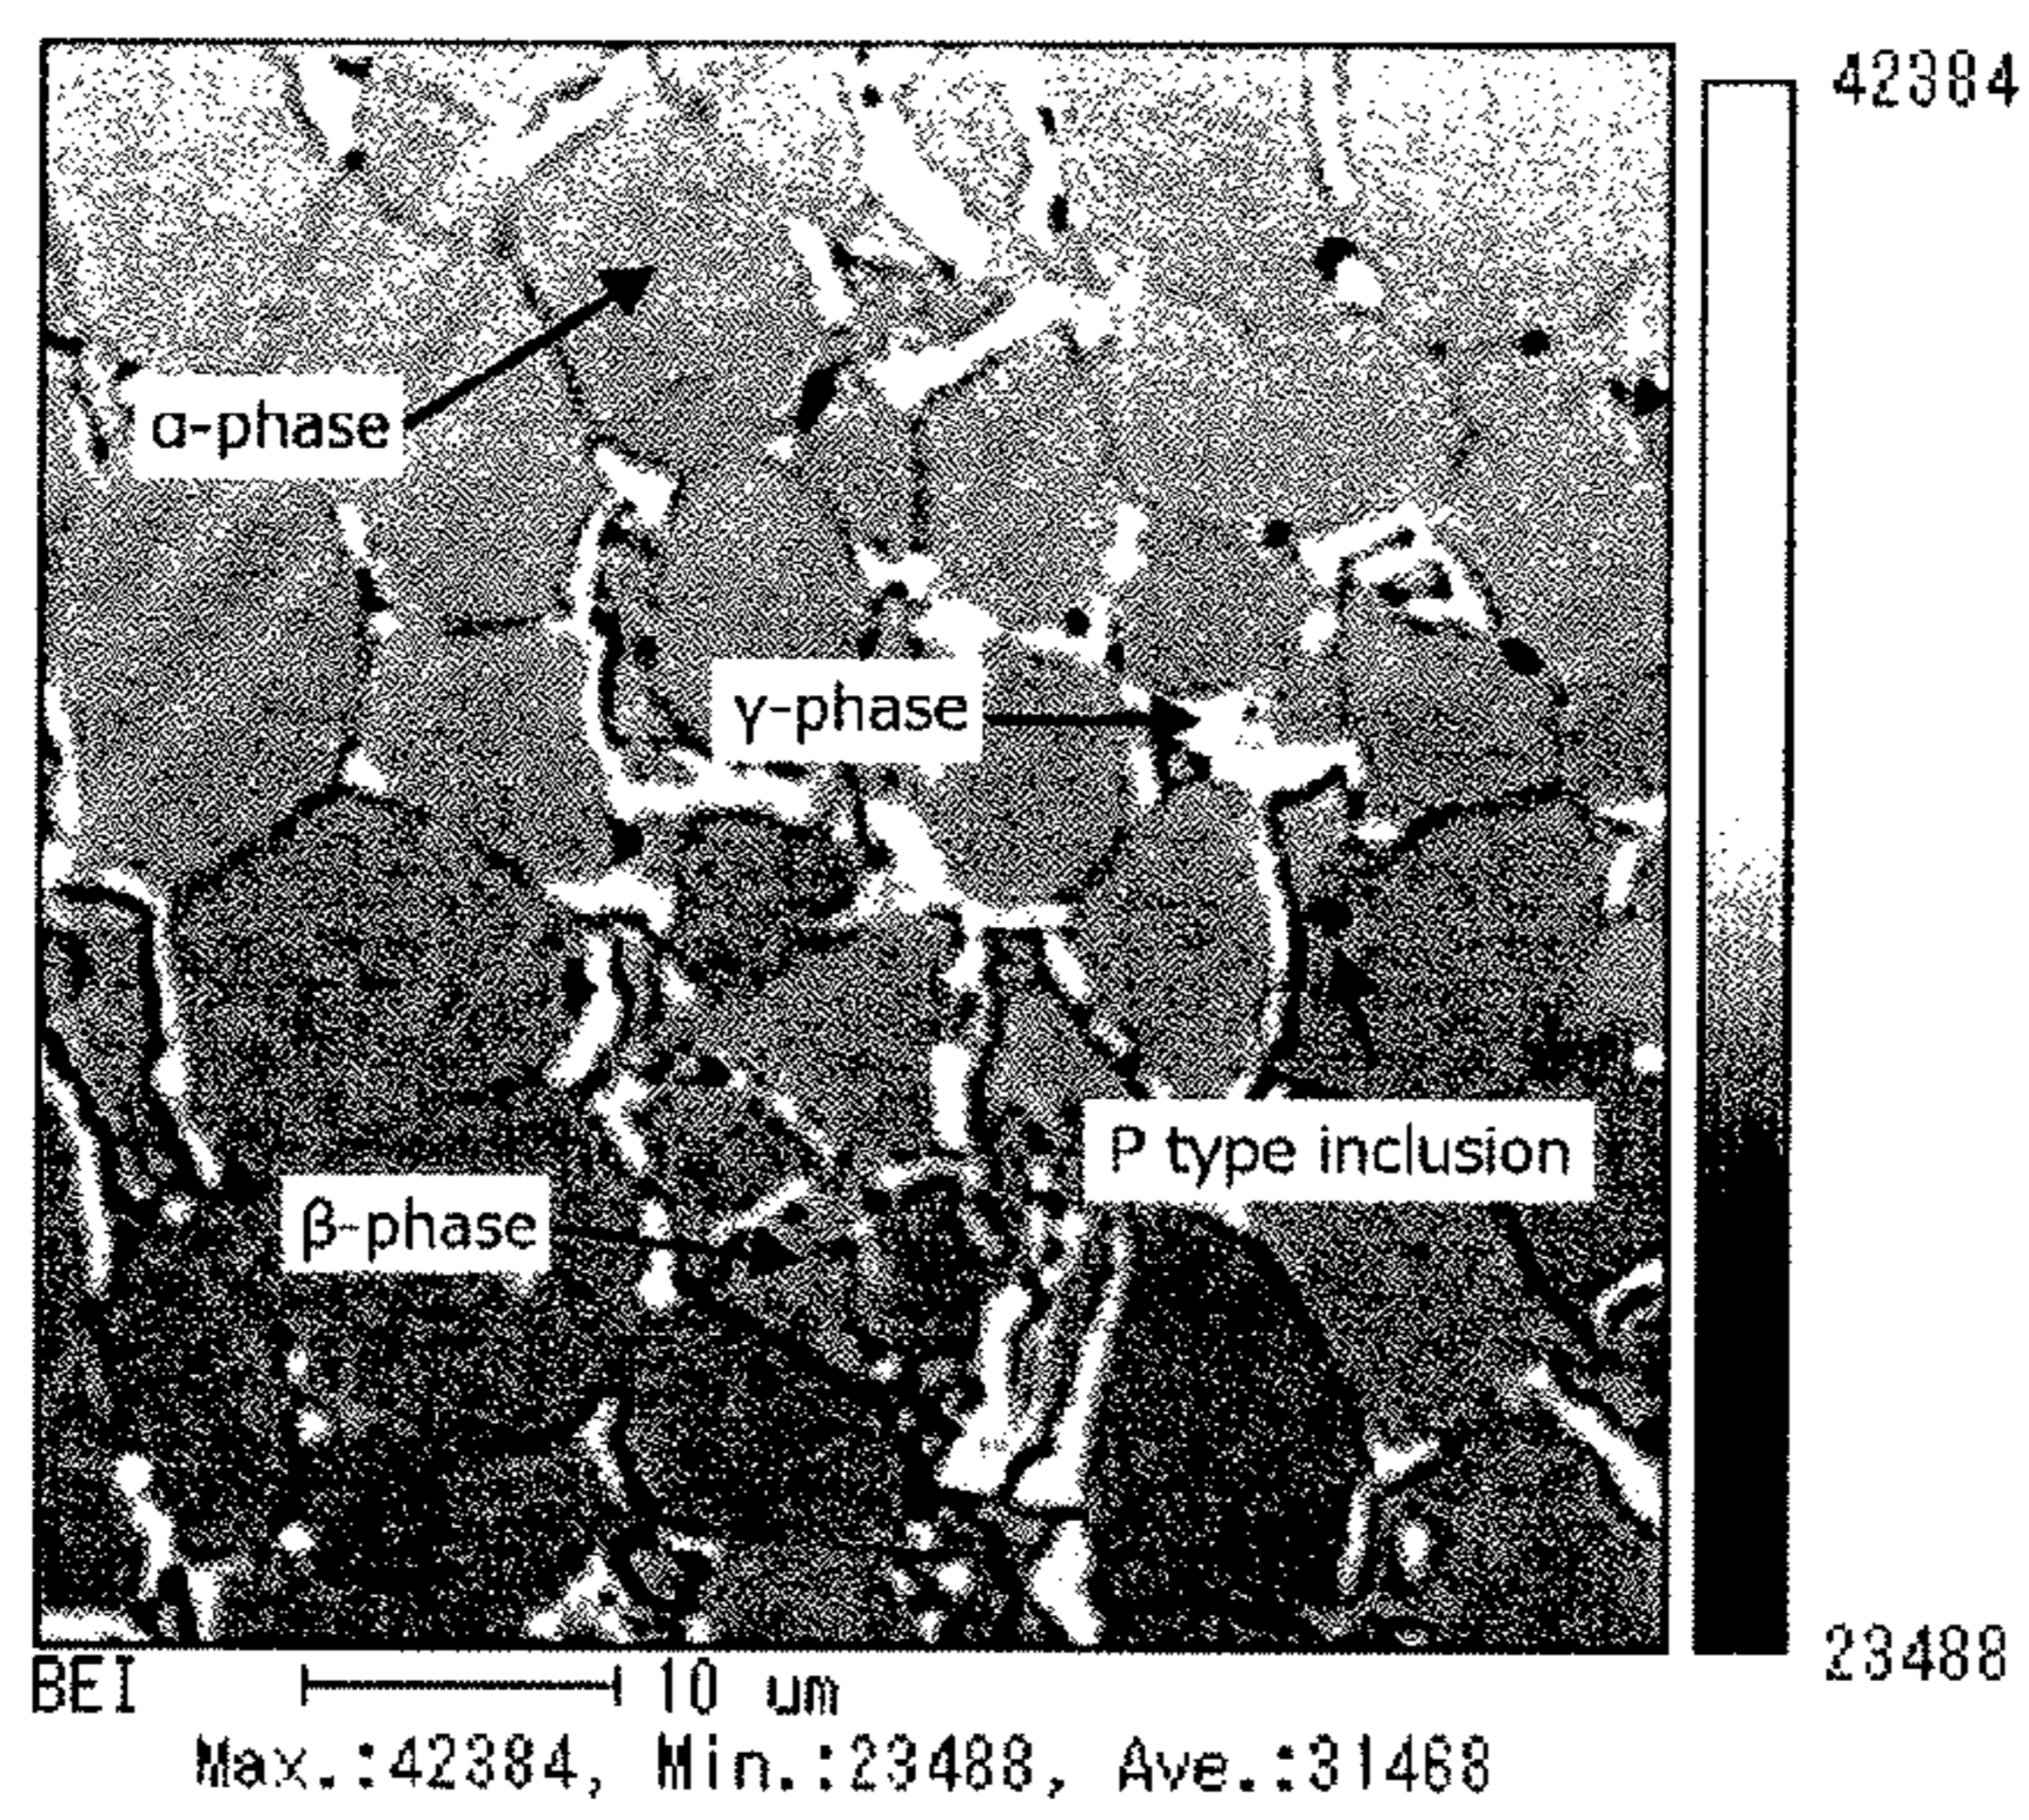 42384
α-phase
γ-phase
P type inclusion
β-phase
23488
BEI 10 um
Max.:42384, Min.:23488, Ave.:31468